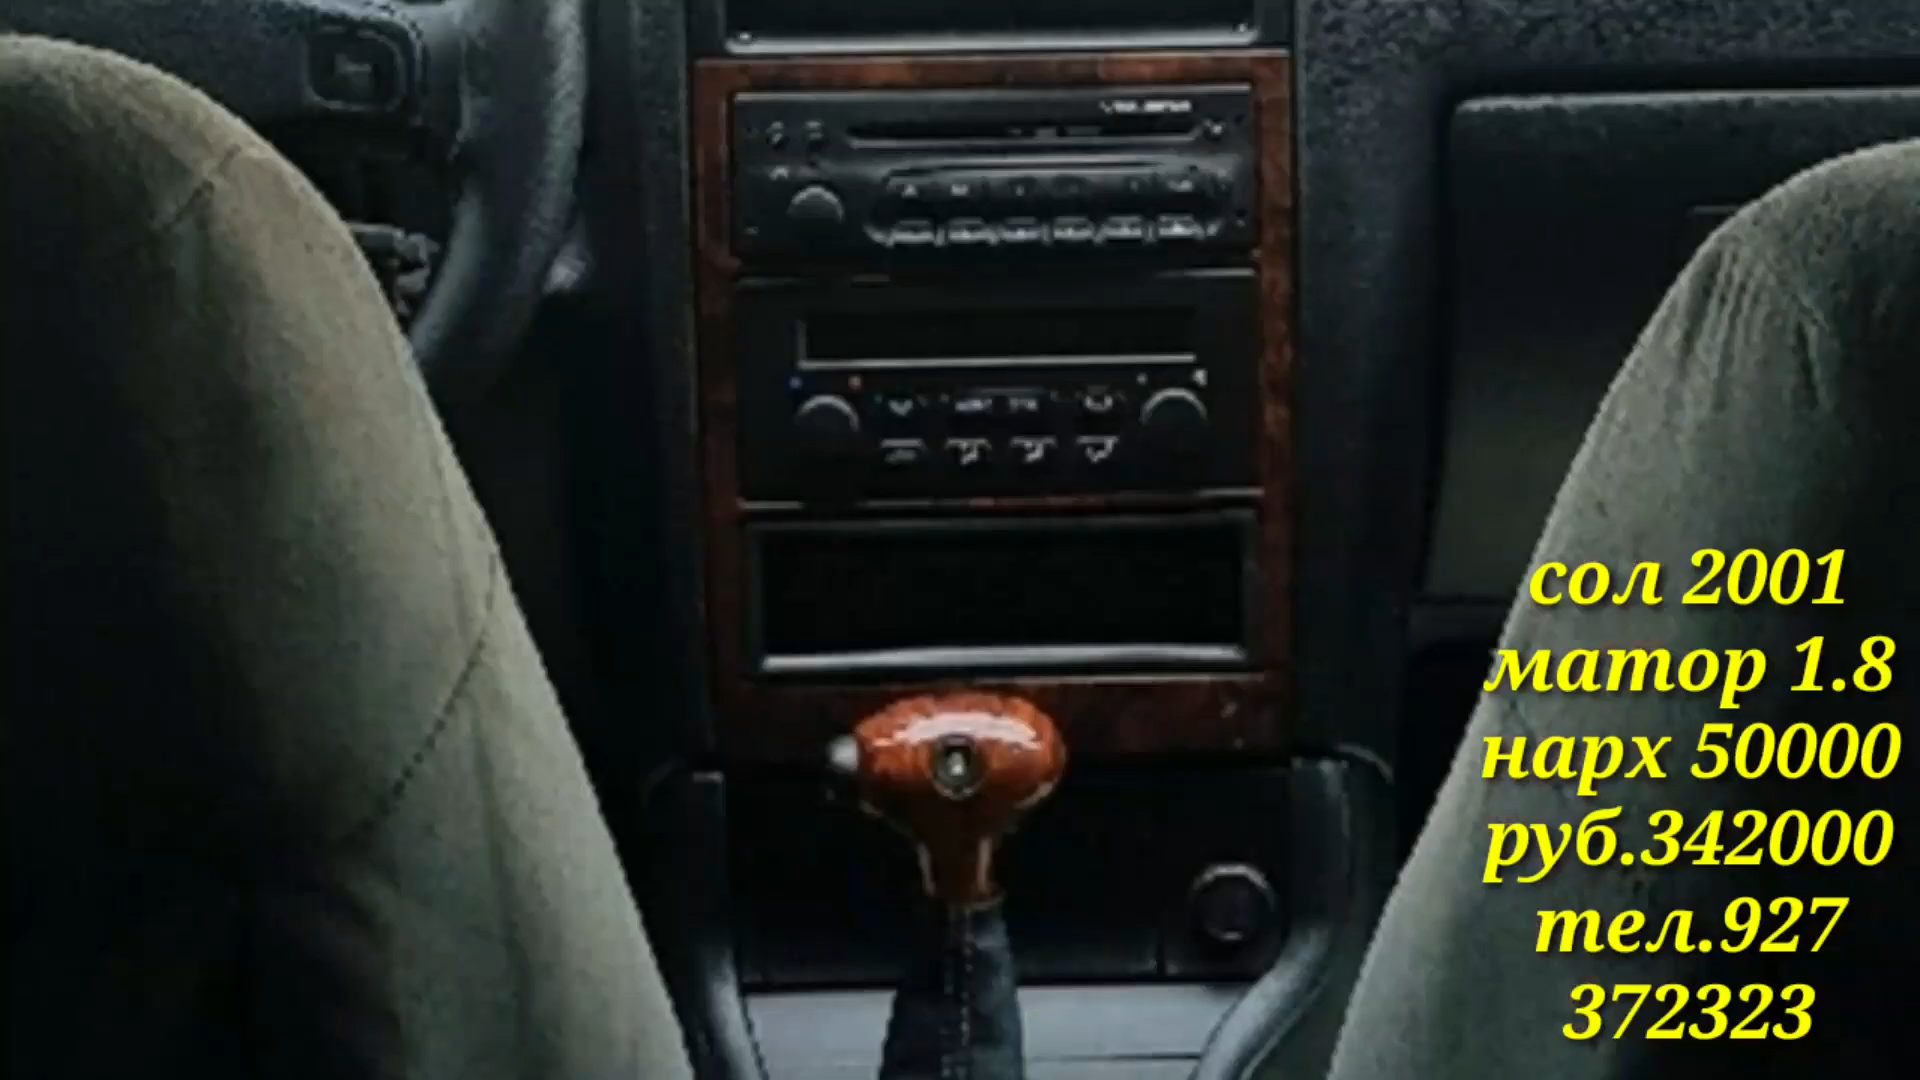 сол 2001
матор 1.8
нарх 50000
руб.342000
тел.927
372323